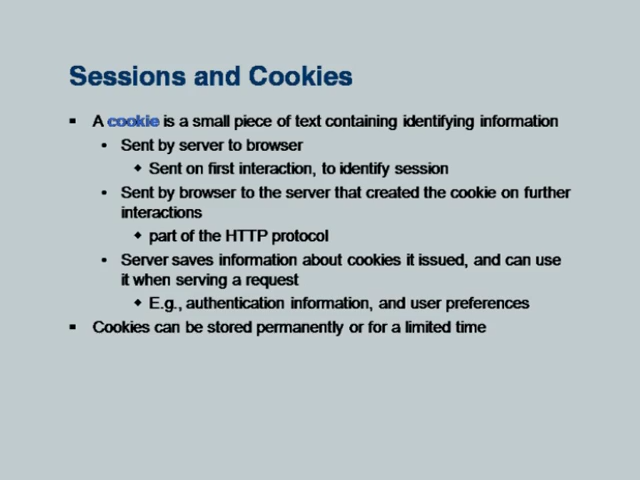 Sessions and Cookies
▪ A cookie is a small piece of text containing identifying information
• Sent by server to browser
◆ Sent on first interaction, to identify session
• Sent by browser to the server that created the cookie on further
interactions
◆ part of the HTTP protocol
• Server saves information about cookies it issued, and can use
it when serving a request
◆ E.g., authentication information, and user preferences
▪ Cookies can be stored permanently or for a limited time